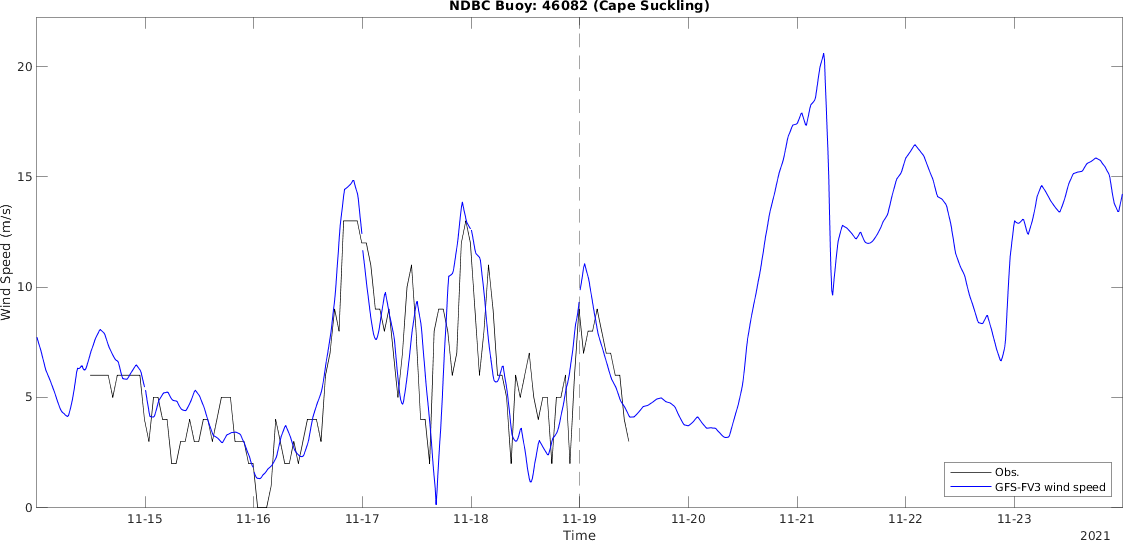 NDBC Buoy: 46082 (Cape Suckling)
20
15
10
5
0
Wind Speed (m/s)
11-15 11-16 11-17 11-18 11-19 11-20 11-21 11-22 11-23
Time
2021
Obs.
GFS-FV3 wind speed